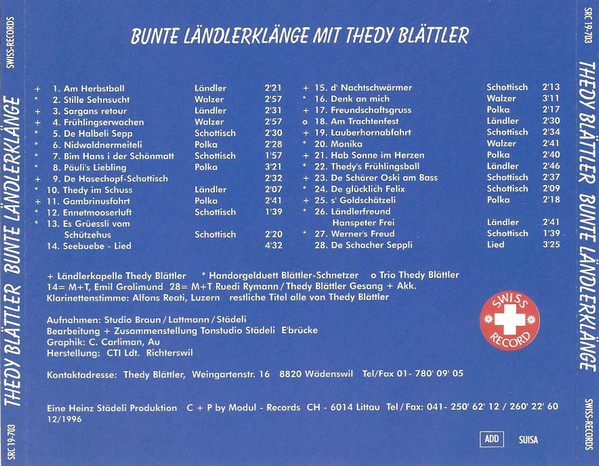 BUNTE LÄNDLERKLÄNGE MIT THEDY BLÄTTLER
+ 1. Am Herbstball Ländler 2'21
* 2. Stille Sehnsucht Walzer 2'57
+ 3. Sargans retour Ländler 2'31
+ 4. Frühlingserwachen Walzer 2'57
* 5. De Halbeli Sepp Schottisch 2'30
* 6. Nidwaldnermeiteli Polka 2'28
* 7. Bim Hans i der Schönmatt Schottisch 1'57
* 8. Päuli's Liebling Polka 2'31
+ 9. De Hasechopf-Schottisch 2'32
* 10. Thedy im Schuss Ländler 2'07
+ 11. Gambrinusfahrt Polka 2'41
* 12. Ennetmooserluft Schottisch 1'39
* 13. Es Grüessli vom
Schützehus Schottisch 2'20
14. Seebuebe - Lied 4'32
+ 15. d' Nachtschwärmer Schottisch 2'13
* 16. Denk an mich Walzer 3'11
+ 17. Freundschaftsgruss Polka 2'17
o 18. Am Trachtenfest Ländler 2'30
+ 19. Lauberhornabfahrt Schottisch 2'34
* 20. Monika Walzer 2'41
+ 21. Hab Sonne im Herzen Polka 2'40
* 22. Thedy's Frühlingsball Ländler 2'46
+ 23. De Schärer Oski am Bass Schottisch 2'37
* 24. De glücklich Felix Schottisch 2'09
+ 25. s' Goldschätzeli Polka 2'18
* 26. Ländlerfreund
Hanspeter Frei Ländler 2'41
* 27. Werner's Freud Schottisch 1'39
28. De Schacher Seppli Lied 3'25
+ Ländlerkapelle Thedy Blättler * Handorgelduett Blättler-Schnetzer o Trio Thedy Blättler
14= M+T, Emil Grolimund 28= M+T Ruedi Rymann / Thedy Blättler Gesang + Akk.
Klarinettenstimme: Alfons Reati, Luzern restliche Titel alle von Thedy Blättler
Aufnahmen: Studio Braun / Lattmann / Städeli
Bearbeitung + Zusammenstellung Tonstudio Städeli E'brücke
Graphik: C. Carliman, Au
Herstellung: CTI Ldt. Richterswil
Kontaktadresse: Thedy Blättler, Weingartenstr. 16 8820 Wädenswil Tel/Fax 01- 780' 09' 05
Eine Heinz Städeli Produktion C + P by Modul - Records CH - 6014 Littau Tel / Fax: 041- 250' 62' 12 / 260' 22' 60
12/1996
SWISS
RECORD
ADD
SUISA
SRC 19-703 THEDY BLÄTTLER BUNTE LÄNDLERKLÄNGE SWISS-RECORDS
SRC 19-703 THEDY BLÄTTLER BUNTE LÄNDLERKLÄNGE SWISS-RECORDS